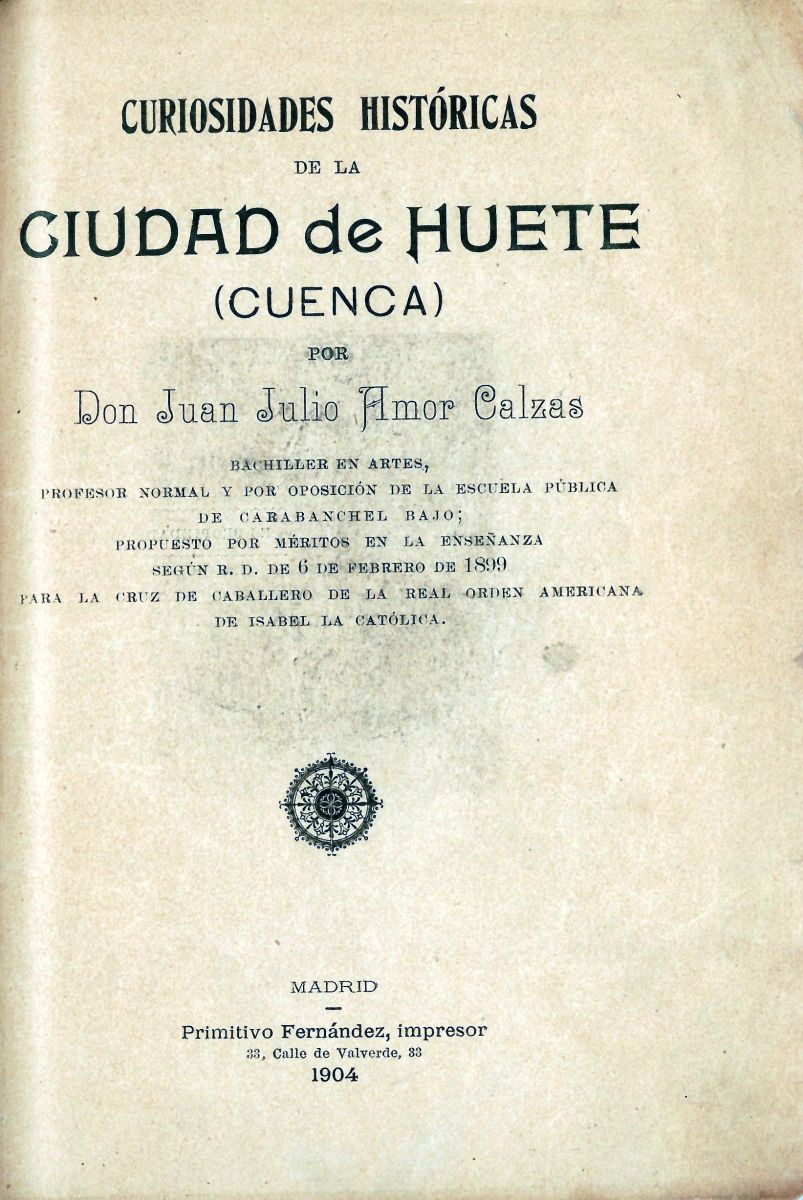 CURIOSIDADES HISTÓRICAS
DE LA
CIUDAD de HUETE
(CUENCA)
POR
Don Juan Julio Amor Calzas
BACHILLER EN ARTES,
PROFESOR NORMAL Y POR OPOSICIÓN DE LA ESCUELA PÚBLICA
DE CARABANCHEL BAJO;
PROPUESTO POR MÉRITOS EN LA ENSEÑANZA
SEGÚN R. D. DE 6 DE FEBRERO DE 1899
PARA LA CRUZ DE CABALLERO DE LA REAL ORDEN AMERICANA
DE ISABEL LA CATÓLICA.
MADRID
Primitivo Fernández, impresor
33, Calle de Valverde, 33
1904